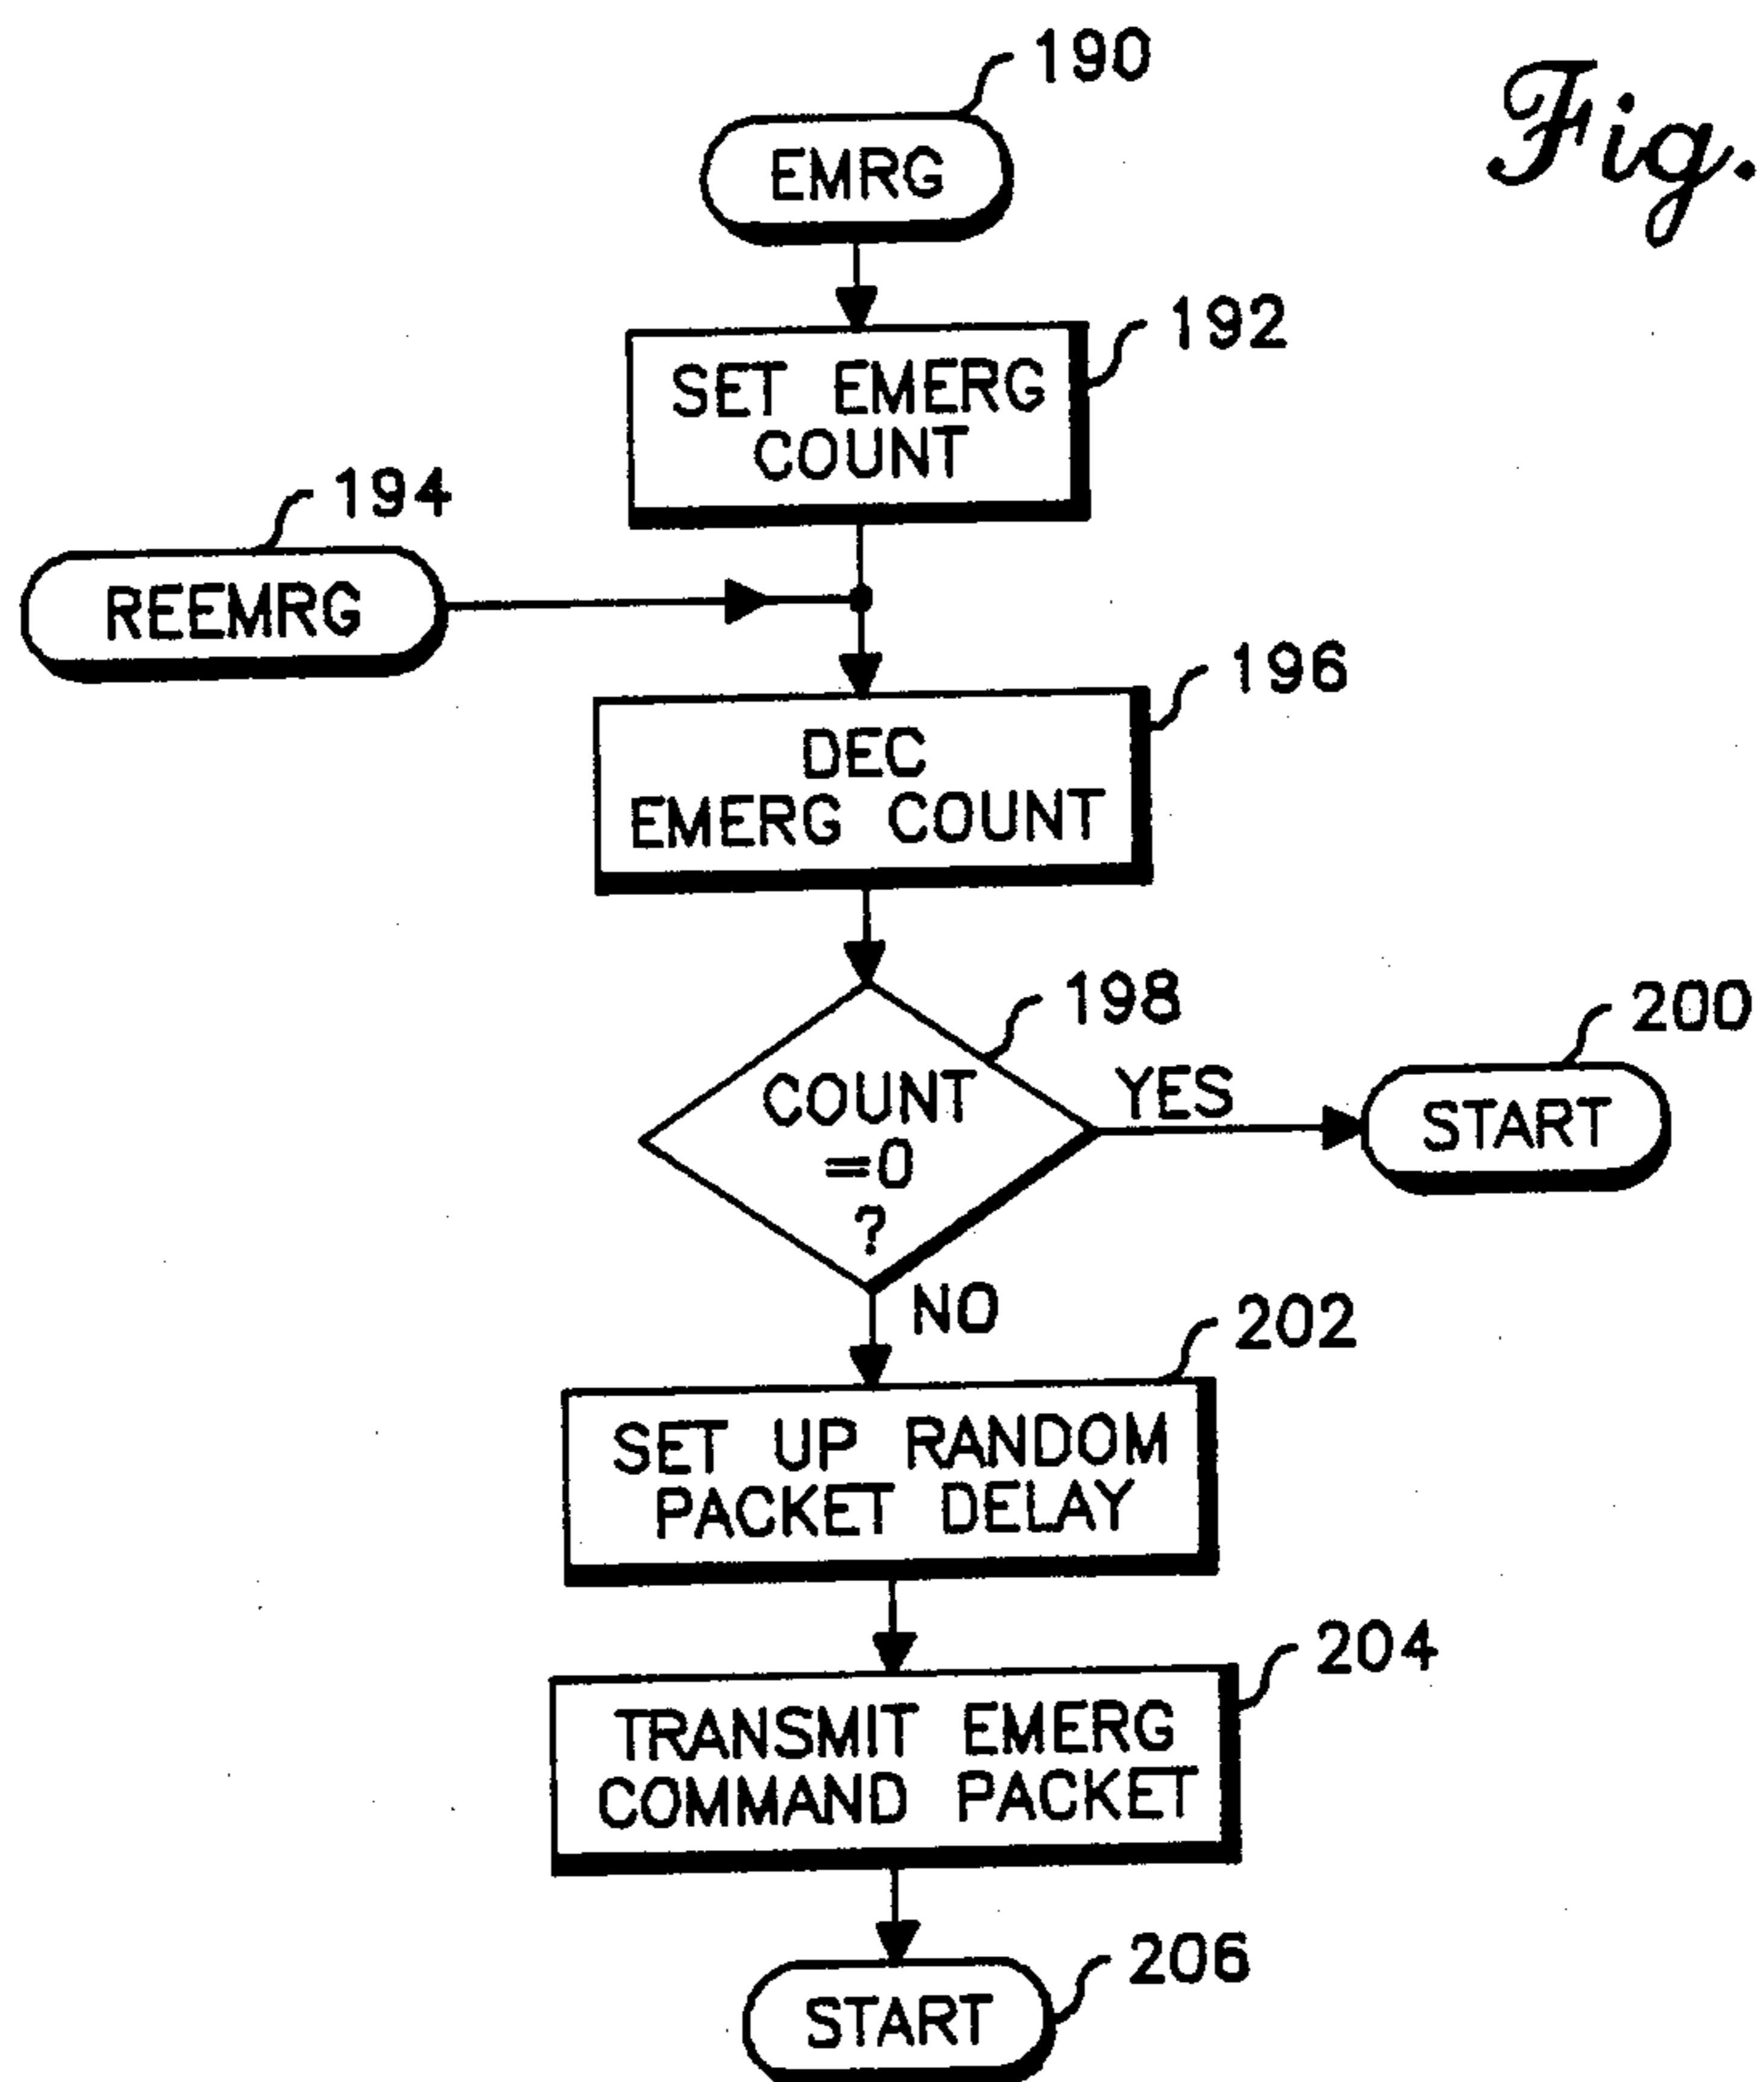 Fig.
190
EMRG
192
SET EMERG
COUNT
194
REEMRG
196
DEC
EMERG COUNT
198
COUNT
=0
?
YES
200
START
NO
202
SET UP RANDOM
PACKET DELAY
204
TRANSMIT EMERG
COMMAND PACKET
206
START